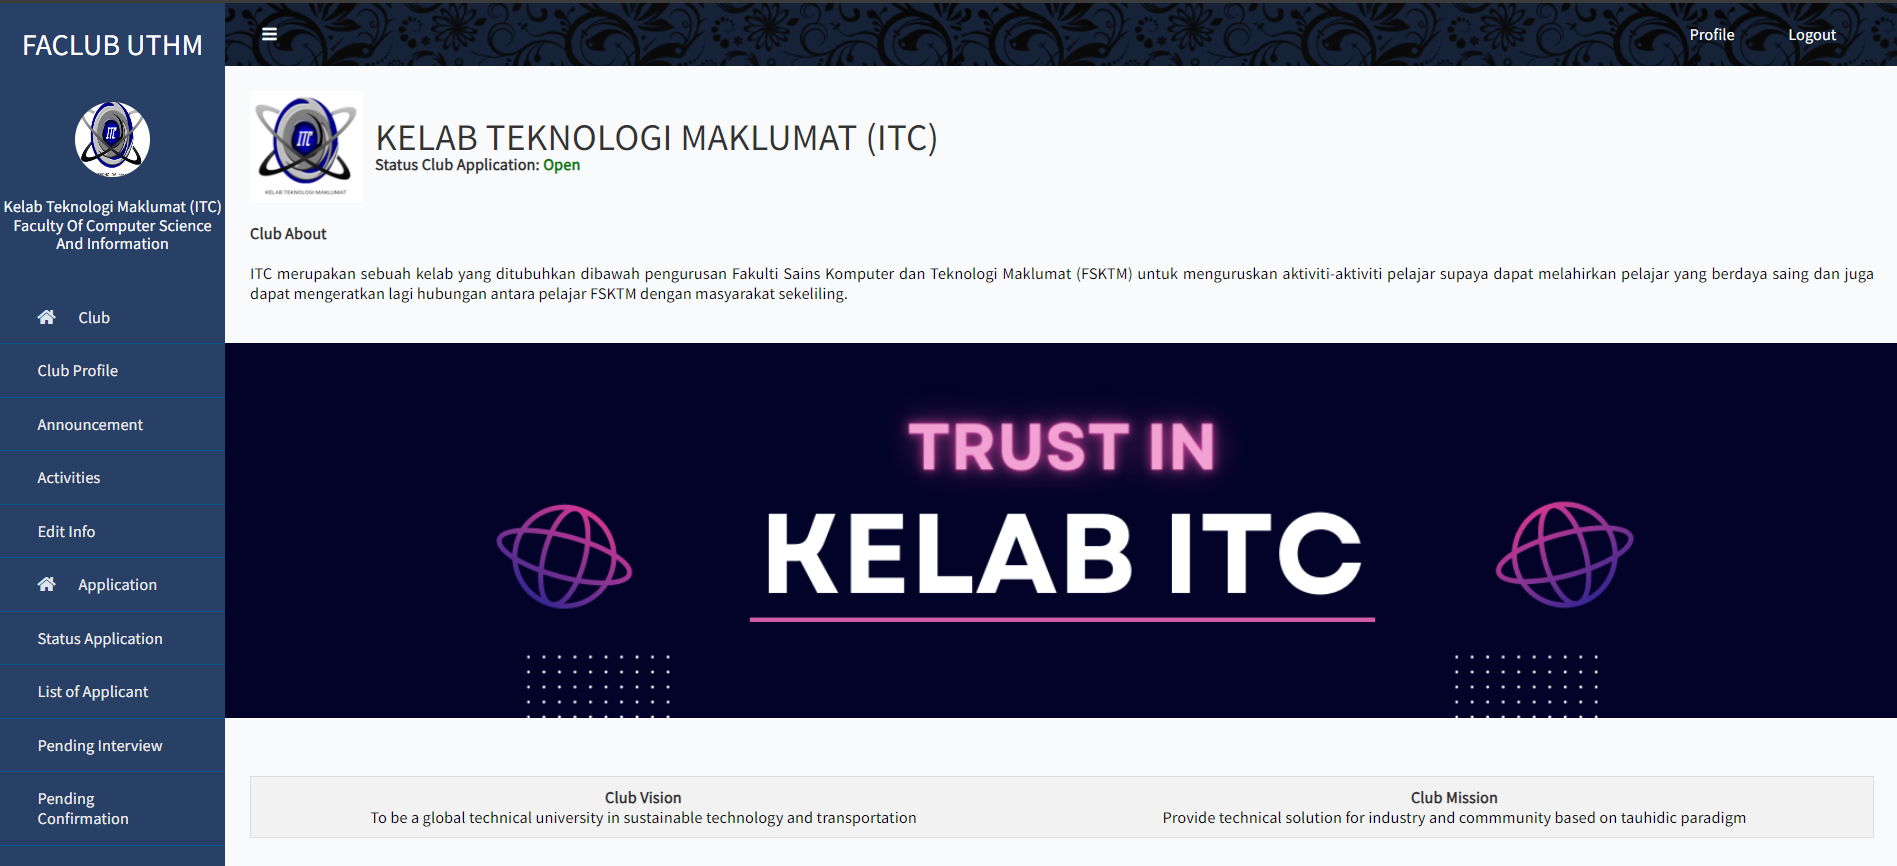 FACLUB UTHM
Profile
Logout
ITC
Kelab Teknologi Maklumat (ITC)
Faculty Of Computer Science
And Information
Club
Club Profile
Announcement
Activities
Edit Info
Application
Status Application
List of Applicant
Pending Interview
Pending
Confirmation
ITC
KELAB TEKNOLOGI MAKLUMAT
KELAB TEKNOLOGI MAKLUMAT (ITC)
Status Club Application: Open
Club About
ITC merupakan sebuah kelab yang ditubuhkan dibawah pengurusan Fakulti Sains Komputer dan Teknologi Maklumat (FSKTM) untuk menguruskan aktiviti-aktiviti pelajar supaya dapat melahirkan pelajar yang berdaya saing dan juga
dapat mengeratkan lagi hubungan antara pelajar FSKTM dengan masyarakat sekeliling.
TRUST IN
KELAB ITC
Club Vision
To be a global technical university in sustainable technology and transportation
Club Mission
Provide technical solution for industry and commmunity based on tauhidic paradigm